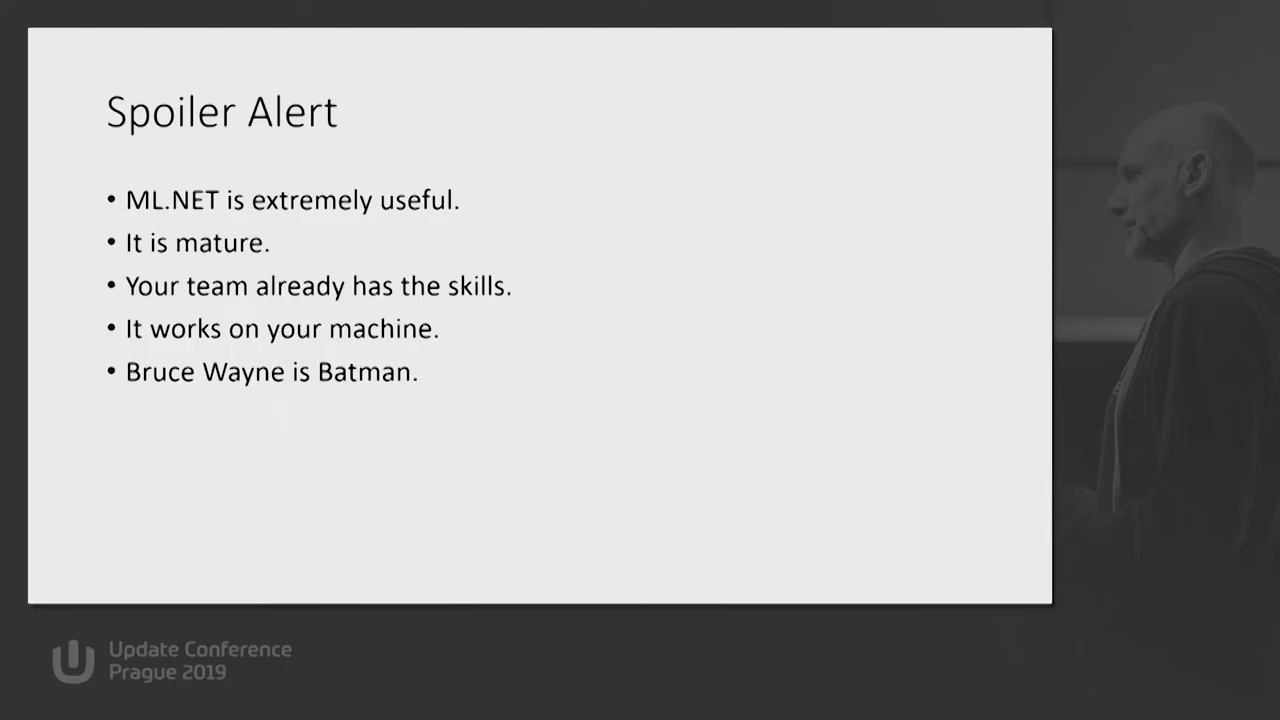 Spoiler Alert
• ML.NET is extremely useful.
• It is mature.
• Your team already has the skills.
• It works on your machine.
• Bruce Wayne is Batman.
Update Conference
Prague 2019